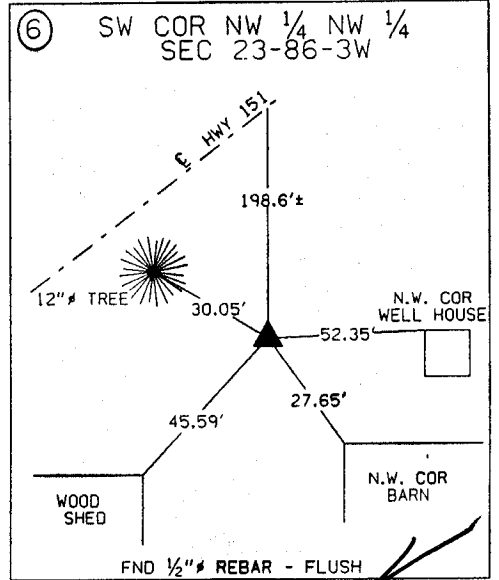 6
SW COR NW ¼ NW ¼
SEC 23-86-3W
℄ HWY 151
198.6'±
12"ø TREE
30.05'
N.W. COR
WELL HOUSE
52.35'
45.59'
27.65'
WOOD
SHED
N.W. COR
BARN
FND ½"ø REBAR - FLUSH